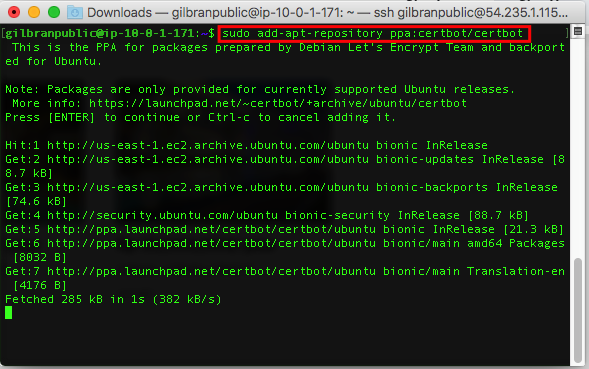 Downloads — gilbranpublic@ip-10-0-1-171: ~ — ssh gilbran@54.235.1.115...
[gilbranpublic@ip-10-0-1-171:~$ sudo add-apt-repository ppa:certbot/certbot ]
This is the PPA for packages prepared by Debian Let's Encrypt Team and backport
ed for Ubuntu.
Note: Packages are only provided for currently supported Ubuntu releases.
More info: https://launchpad.net/~certbot/+archive/ubuntu/certbot
Press [ENTER] to continue or Ctrl-c to cancel adding it.
Hit:1 http://us-east-1.ec2.archive.ubuntu.com/ubuntu bionic InRelease
Get:2 http://us-east-1.ec2.archive.ubuntu.com/ubuntu bionic-updates InRelease [8
8.7 kB]
Get:3 http://us-east-1.ec2.archive.ubuntu.com/ubuntu bionic-backports InRelease
[74.6 kB]
Get:4 http://security.ubuntu.com/ubuntu bionic-security InRelease [88.7 kB]
Get:5 http://ppa.launchpad.net/certbot/certbot/ubuntu bionic InRelease [21.3 kB]
Get:6 http://ppa.launchpad.net/certbot/certbot/ubuntu bionic/main amd64 Packages
[8032 B]
Get:7 http://ppa.launchpad.net/certbot/certbot/ubuntu bionic/main Translation-en
[4176 B]
Fetched 285 kB in 1s (382 kB/s)